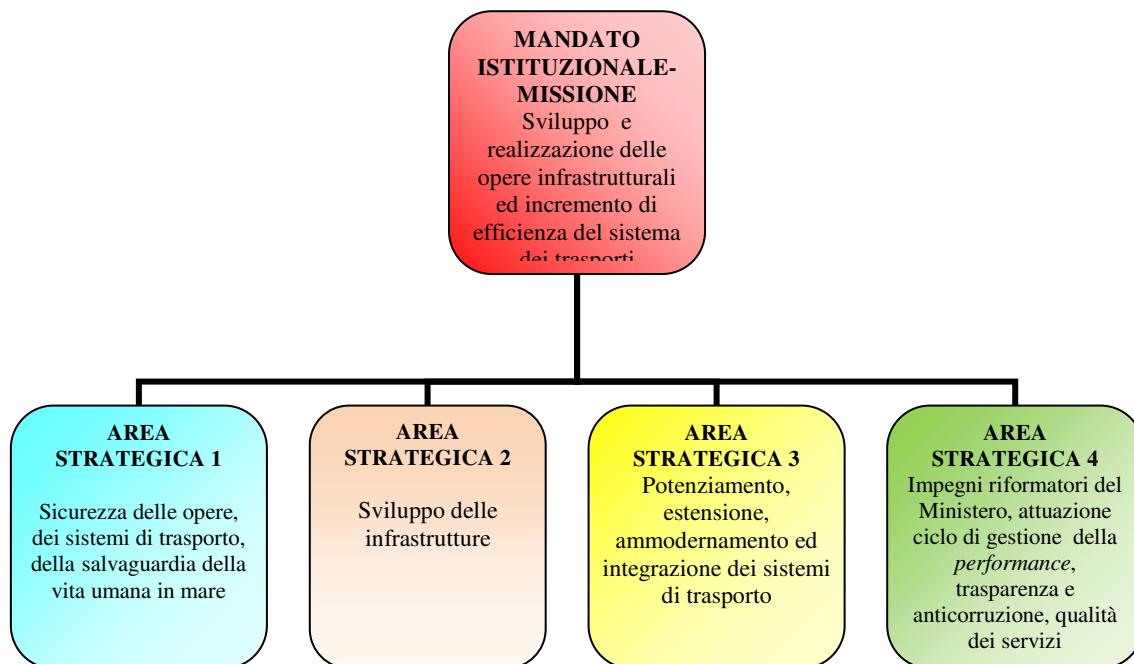 MANDATO
ISTITUZIONALE-
MISSIONE
Sviluppo e
realizzazione delle
opere infrastrutturali
ed incremento di
efficienza del sistema
dei trasporti
AREA
STRATEGICA 1
Sicurezza delle opere,
dei sistemi di trasporto,
della salvaguardia della
vita umana in mare
AREA
STRATEGICA 2
Sviluppo delle
infrastrutture
AREA
STRATEGICA 3
Potenziamento,
estensione,
ammodernamento ed
integrazione dei sistemi
di trasporto
AREA
STRATEGICA 4
Impegni riformatori del
Ministero, attuazione
ciclo di gestione della
performance,
trasparenza e
anticorruzione, qualità
dei servizi